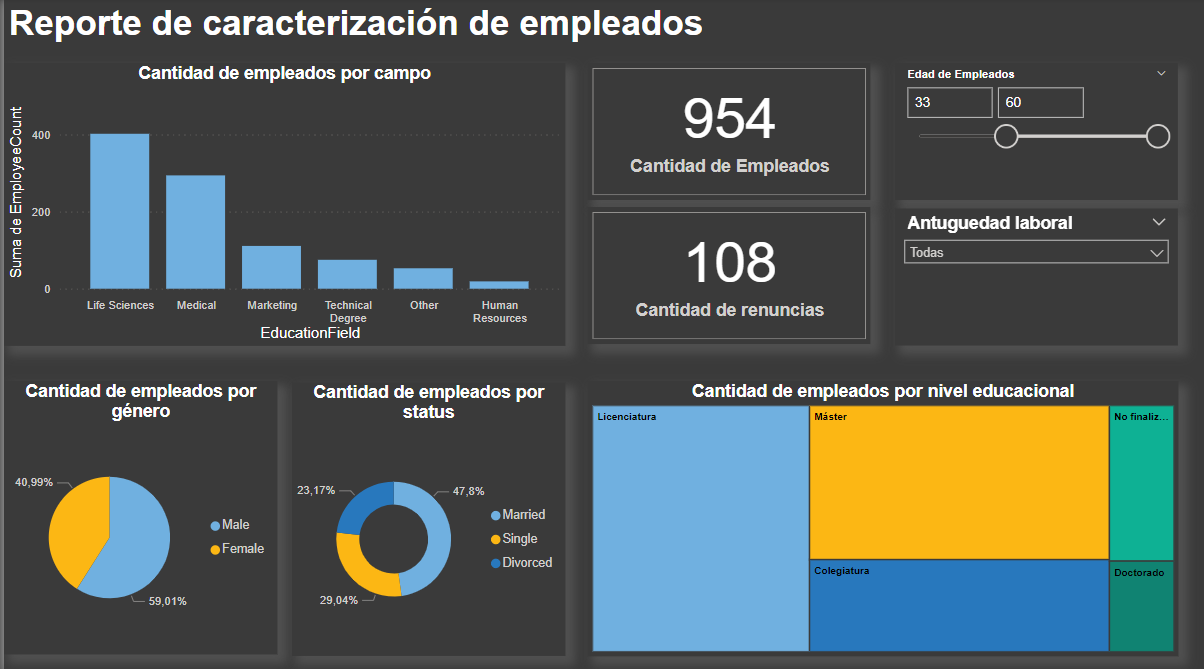 Reporte de caracterización de empleados
Cantidad de empleados por campo
Suma de EmployeeCount
400
200
0
Life Sciences
Medical
Marketing
Technical
Degree
Other
Human
Resources
EducationField
954
Cantidad de Empleados
108
Cantidad de renuncias
Edad de Empleados
33
60
Antuguedad laboral
Todas
Cantidad de empleados por
género
40,99%
59,01%
Male
Female
Cantidad de empleados por
status
23,17%
47,8%
29,04%
Married
Single
Divorced
Cantidad de empleados por nivel educacional
Licenciatura
Máster
No finaliz...
Colegiatura
Doctorado